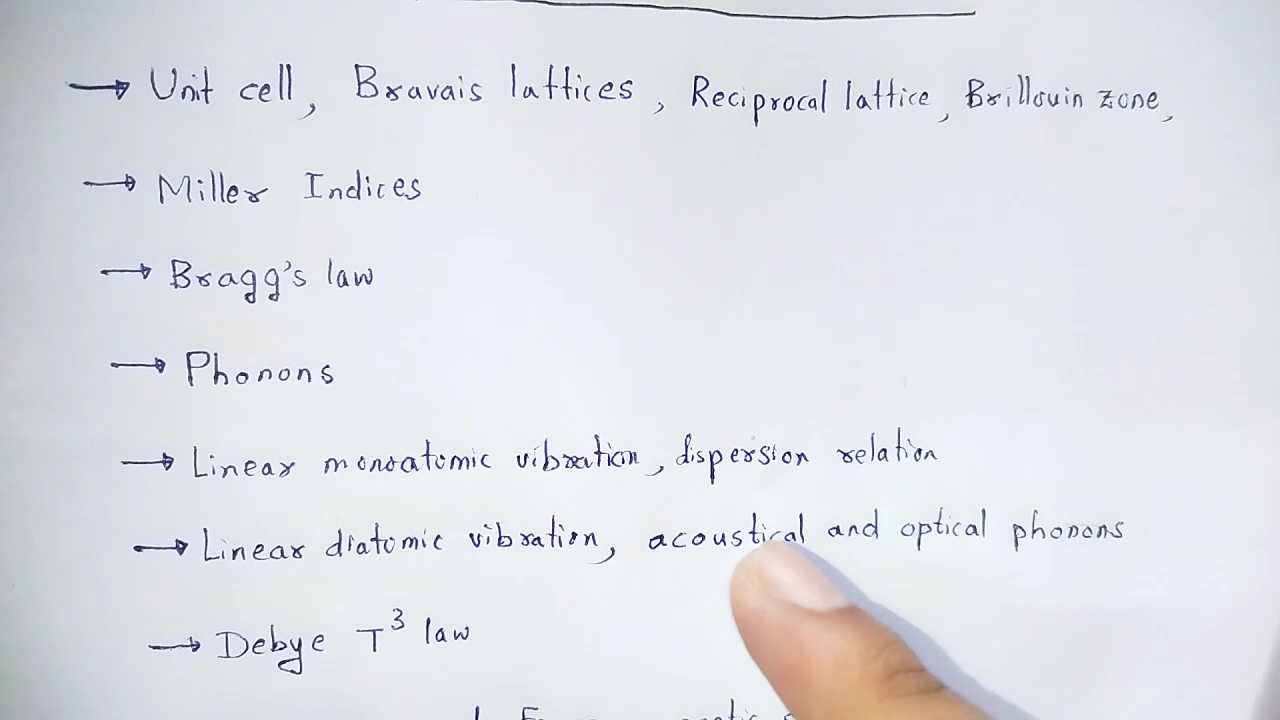 → Unit cell, Bravais lattices, Reciprocal lattice, Brillouin zone,
→ Miller Indices
→ Bragg's law
→ Phonons
→ Linear monoatomic vibration, dispersion relation
→ Linear diatomic vibration, acoustical and optical phonons
→ Debye T³ law